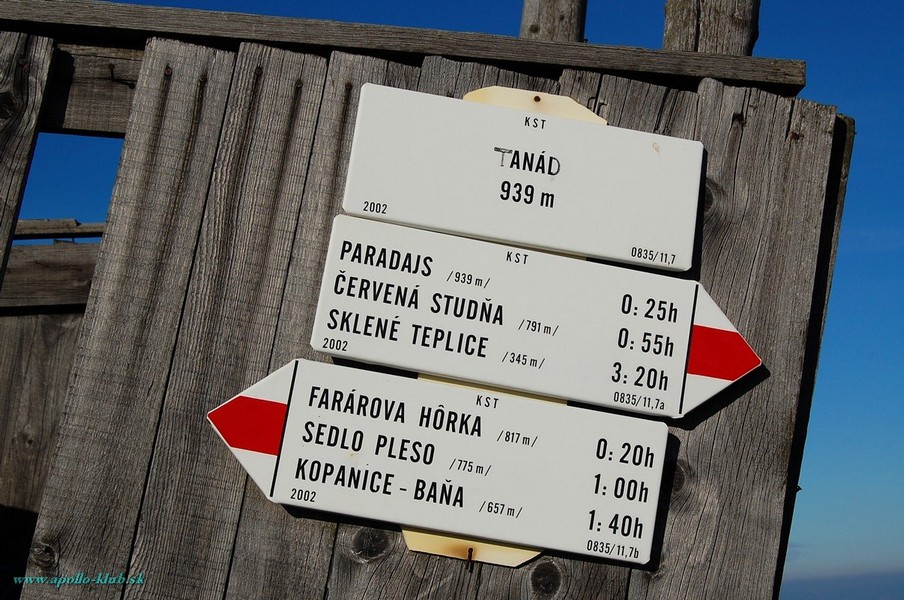 KST
TANÁD
939 m
2002
0835/11,7
KST
PARADAJS /939 m/ 0:25h
ČERVENÁ STUDŇA /791 m/ 0:55h
SKLENÉ TEPLICE /345 m/ 3:20h
2002
0835/11,7a
KST
FARÁROVA HÔRKA /817 m/ 0:20h
SEDLO PLESO /775 m/ 1:00h
KOPANICE - BAŇA /657 m/ 1:40h
2002
0835/11,7b
www.apollo-klub.sk